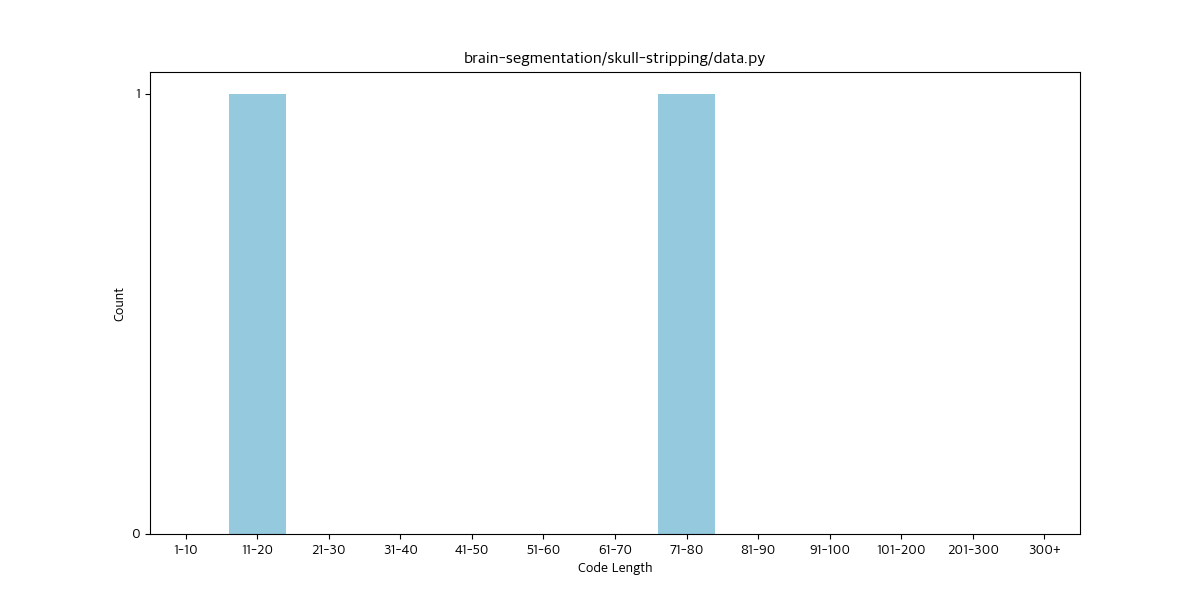 brain-segmentation/skull-stripping/data.py
1
Count
0
1-10 11-20 21-30 31-40 41-50 51-60 61-70 71-80 81-90 91-100 101-200 201-300 300+
Code Length